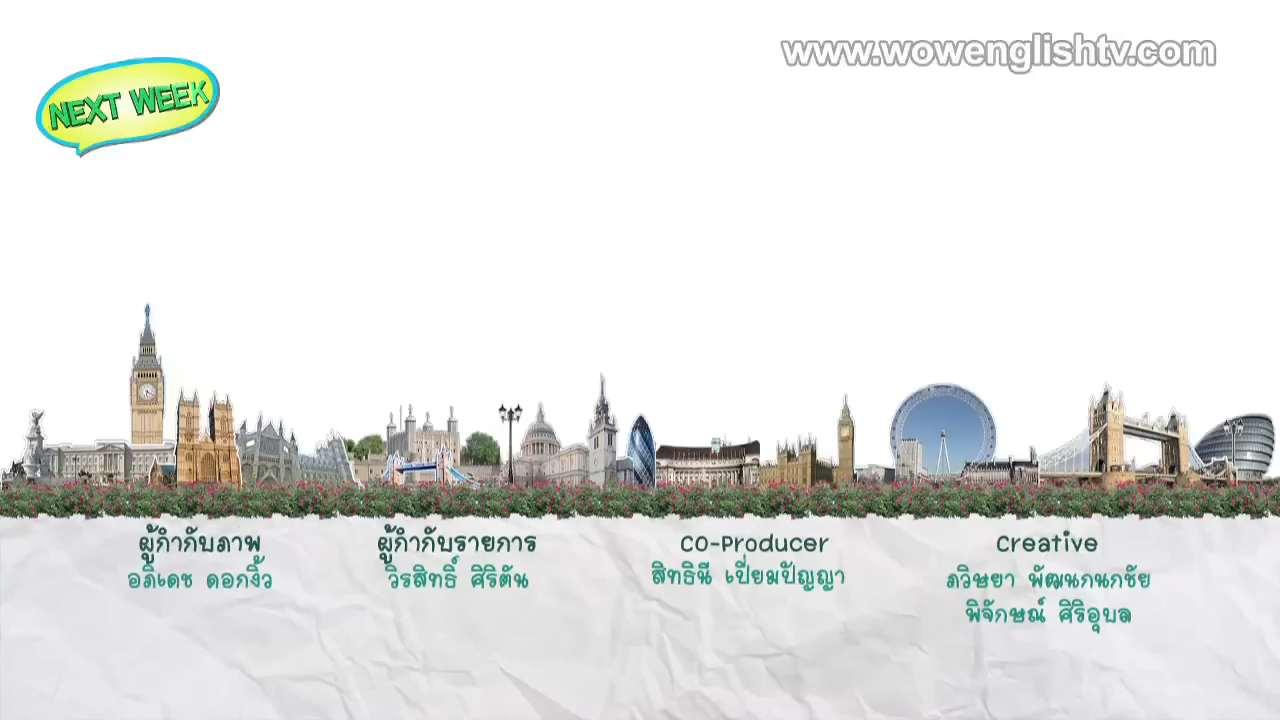 www.wowenglishtv.com
NEXT WEEK
ผู้กำกับภาพ
อภิเดช ดอกงิ้ว
ผู้กำกับรายการ
วิรสิทธิ์ ศิริตัน
CO-Producer
สิทธินี เปี่ยมปัญญา
Creative
ภวิษยา พัฒนกนกชัย
พิจักษณ์ ศิริอุบล